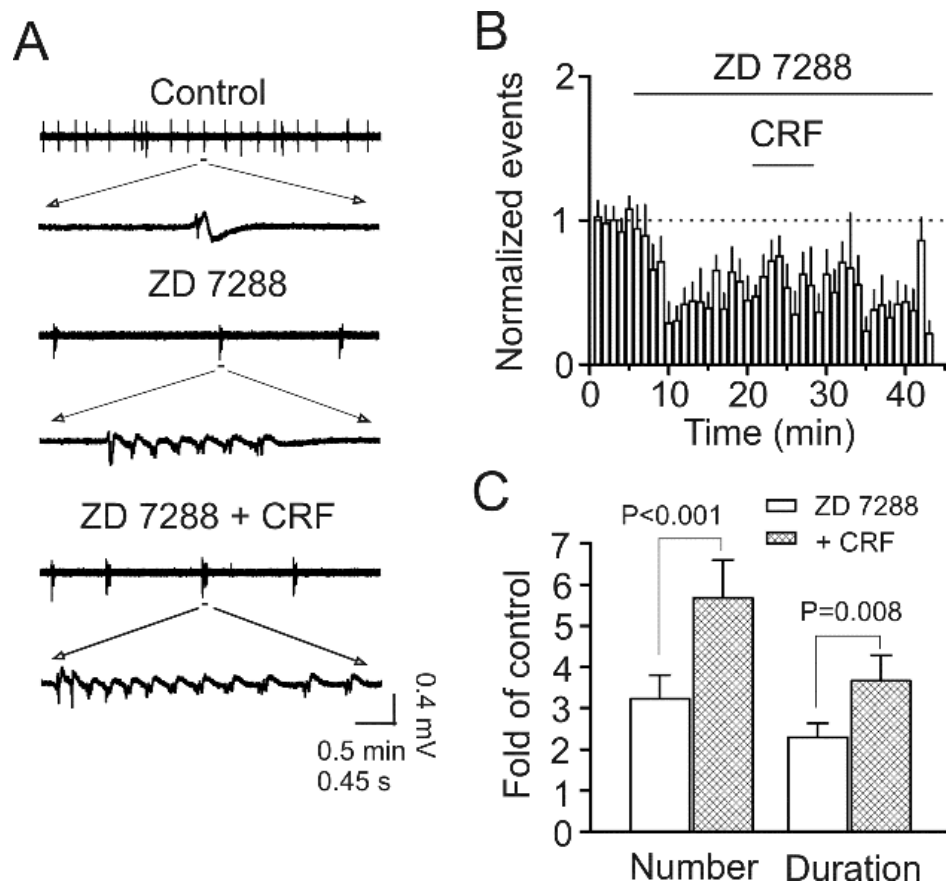 A
Control
ZD 7288
ZD 7288 + CRF
0.4 mV
0.5 min
0.45 s
B
ZD 7288
CRF
Normalized events
2
1
0
0 10 20 30 40
Time (min)
C
ZD 7288
+ CRF
P<0.001
P=0.008
Fold of control
7
6
5
4
3
2
1
0
Number Duration